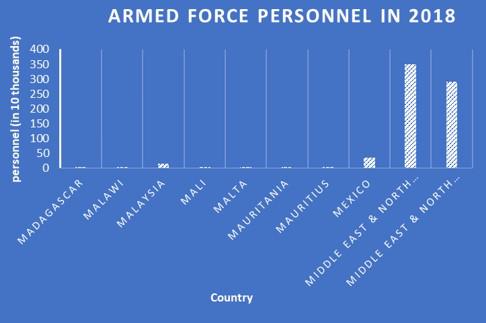 ARMED FORCE PERSONNEL IN 2018
personnel (in 10 thousands)
400
350
300
250
200
150
100
50
0
MADAGASCAR
MALAWI
MALAYSIA
MALI
MALTA
MAURITANIA
MAURITIUS
MEXICO
MIDDLE EAST & NORTH...
MIDDLE EAST & NORTH...
Country